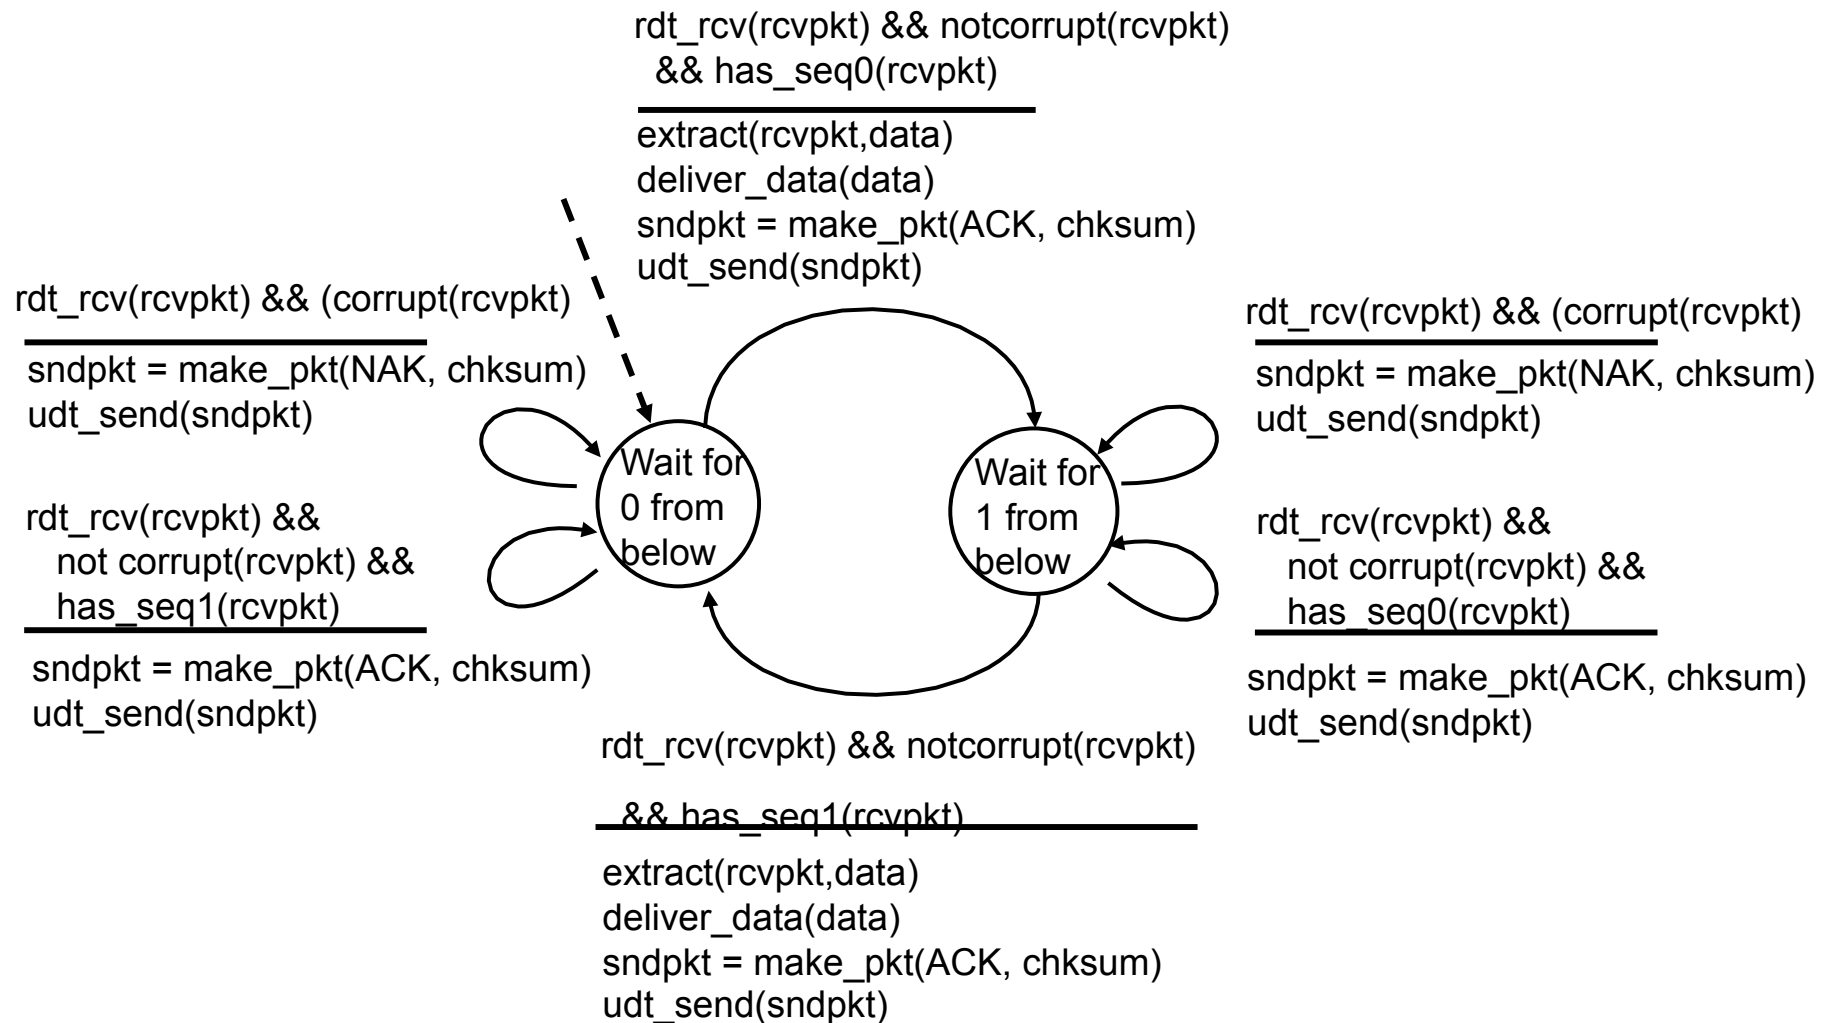 rdt_rcv(rcvpkt) && notcorrupt(rcvpkt)
&& has_seq0(rcvpkt)
extract(rcvpkt,data)
deliver_data(data)
sndpkt = make_pkt(ACK, chksum)
udt_send(sndpkt)
rdt_rcv(rcvpkt) && (corrupt(rcvpkt)
sndpkt = make_pkt(NAK, chksum)
udt_send(sndpkt)
rdt_rcv(rcvpkt) &&
not corrupt(rcvpkt) &&
has_seq1(rcvpkt)
sndpkt = make_pkt(ACK, chksum)
udt_send(sndpkt)
Wait for
0 from
below
Wait for
1 from
below
rdt_rcv(rcvpkt) && (corrupt(rcvpkt)
sndpkt = make_pkt(NAK, chksum)
udt_send(sndpkt)
rdt_rcv(rcvpkt) &&
not corrupt(rcvpkt) &&
has_seq0(rcvpkt)
sndpkt = make_pkt(ACK, chksum)
udt_send(sndpkt)
rdt_rcv(rcvpkt) && notcorrupt(rcvpkt)
&& has_seq1(rcvpkt)
extract(rcvpkt,data)
deliver_data(data)
sndpkt = make_pkt(ACK, chksum)
udt_send(sndpkt)